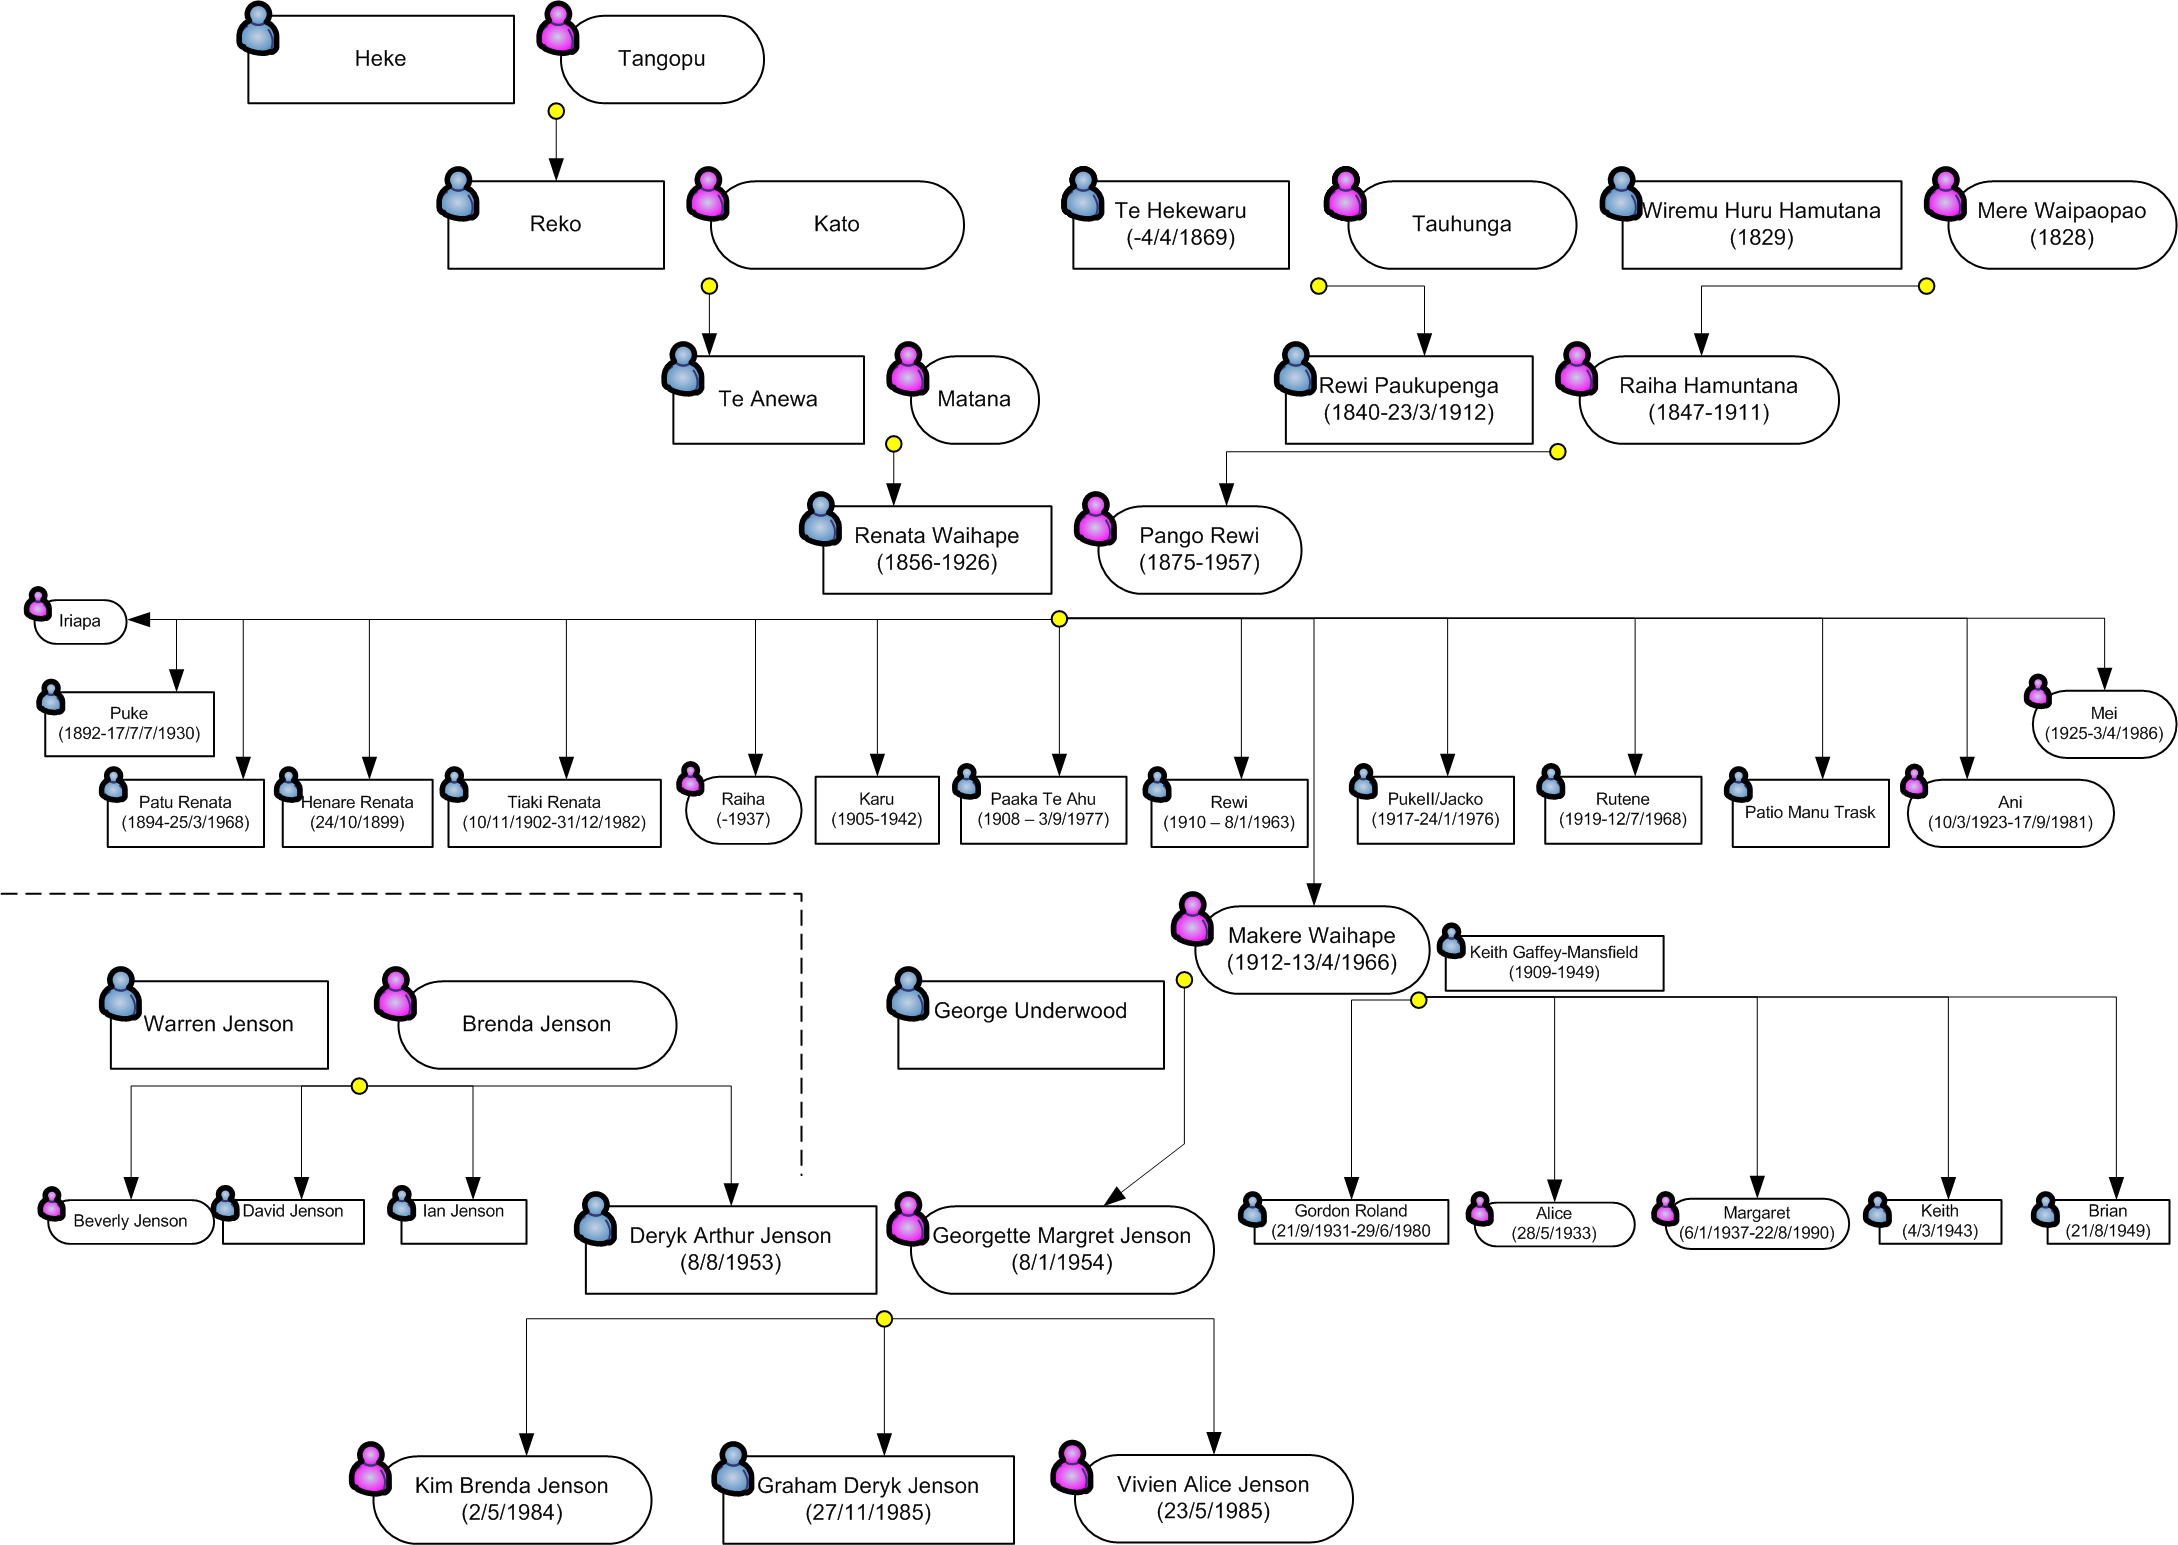 Heke
Tangopu
Reko
Kato
Te Hekewaru
(-4/4/1869)
Tauhunga
Wiremu Huru Hamutana
(1829)
Mere Waipaopao
(1828)
Te Anewa
Matana
Rewi Paukupenga
(1840-23/3/1912)
Raiha Hamuntana
(1847-1911)
Renata Waihape
(1856-1926)
Pango Rewi
(1875-1957)
Iriapa
Puke
(1892-17/7/7/1930)
Mei
(1925-3/4/1986)
Patu Renata
(1894-25/3/1968)
Henare Renata
(24/10/1899)
Tiaki Renata
(10/11/1902-31/12/1982)
Raiha
(-1937)
Karu
(1905-1942)
Paaka Te Ahu
(1908 – 3/9/1977)
Rewi
(1910 – 8/1/1963)
PukeII/Jacko
(1917-24/1/1976)
Rutene
(1919-12/7/1968)
Patio Manu Trask
Ani
(10/3/1923-17/9/1981)
Makere Waihape
(1912-13/4/1966)
Keith Gaffey-Mansfield
(1909-1949)
Warren Jenson
Brenda Jenson
George Underwood
Beverly Jenson
David Jenson
Ian Jenson
Deryk Arthur Jenson
(8/8/1953)
Georgette Margret Jenson
(8/1/1954)
Gordon Roland
(21/9/1931-29/6/1980
Alice
(28/5/1933)
Margaret
(6/1/1937-22/8/1990)
Keith
(4/3/1943)
Brian
(21/8/1949)
Kim Brenda Jenson
(2/5/1984)
Graham Deryk Jenson
(27/11/1985)
Vivien Alice Jenson
(23/5/1985)